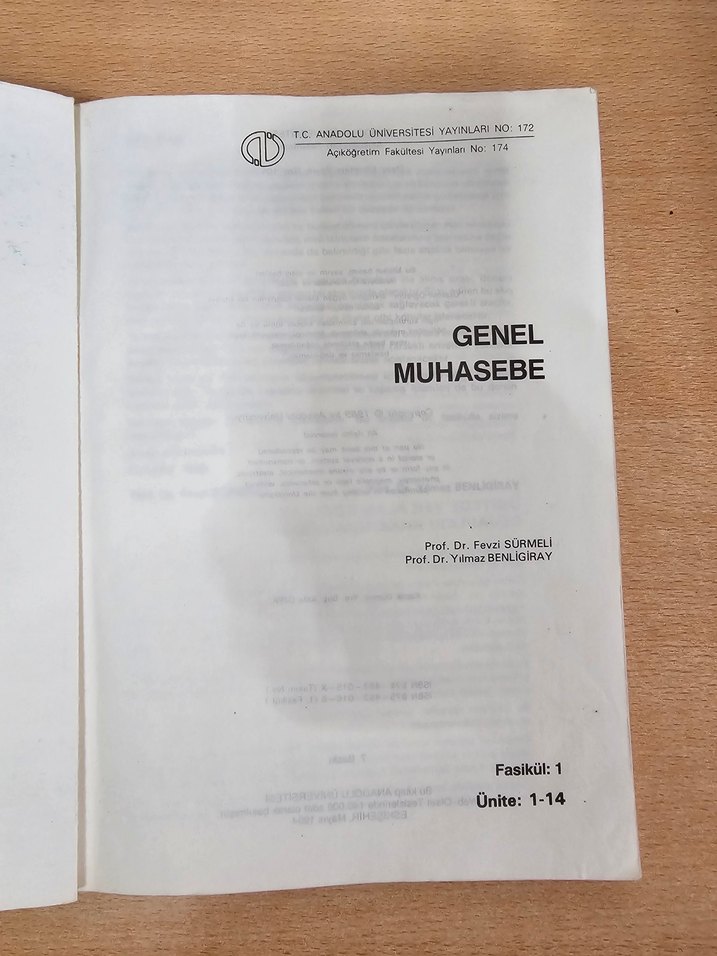 T.C. ANADOLU ÜNİVERSİTESİ YAYINLARI NO: 172
Açıköğretim Fakültesi Yayınları No: 174
GENEL
MUHASEBE
Prof. Dr. Fevzi SÜRMELİ
Prof. Dr. Yılmaz BENLİGİRAY
Fasikül: 1
Ünite: 1-14